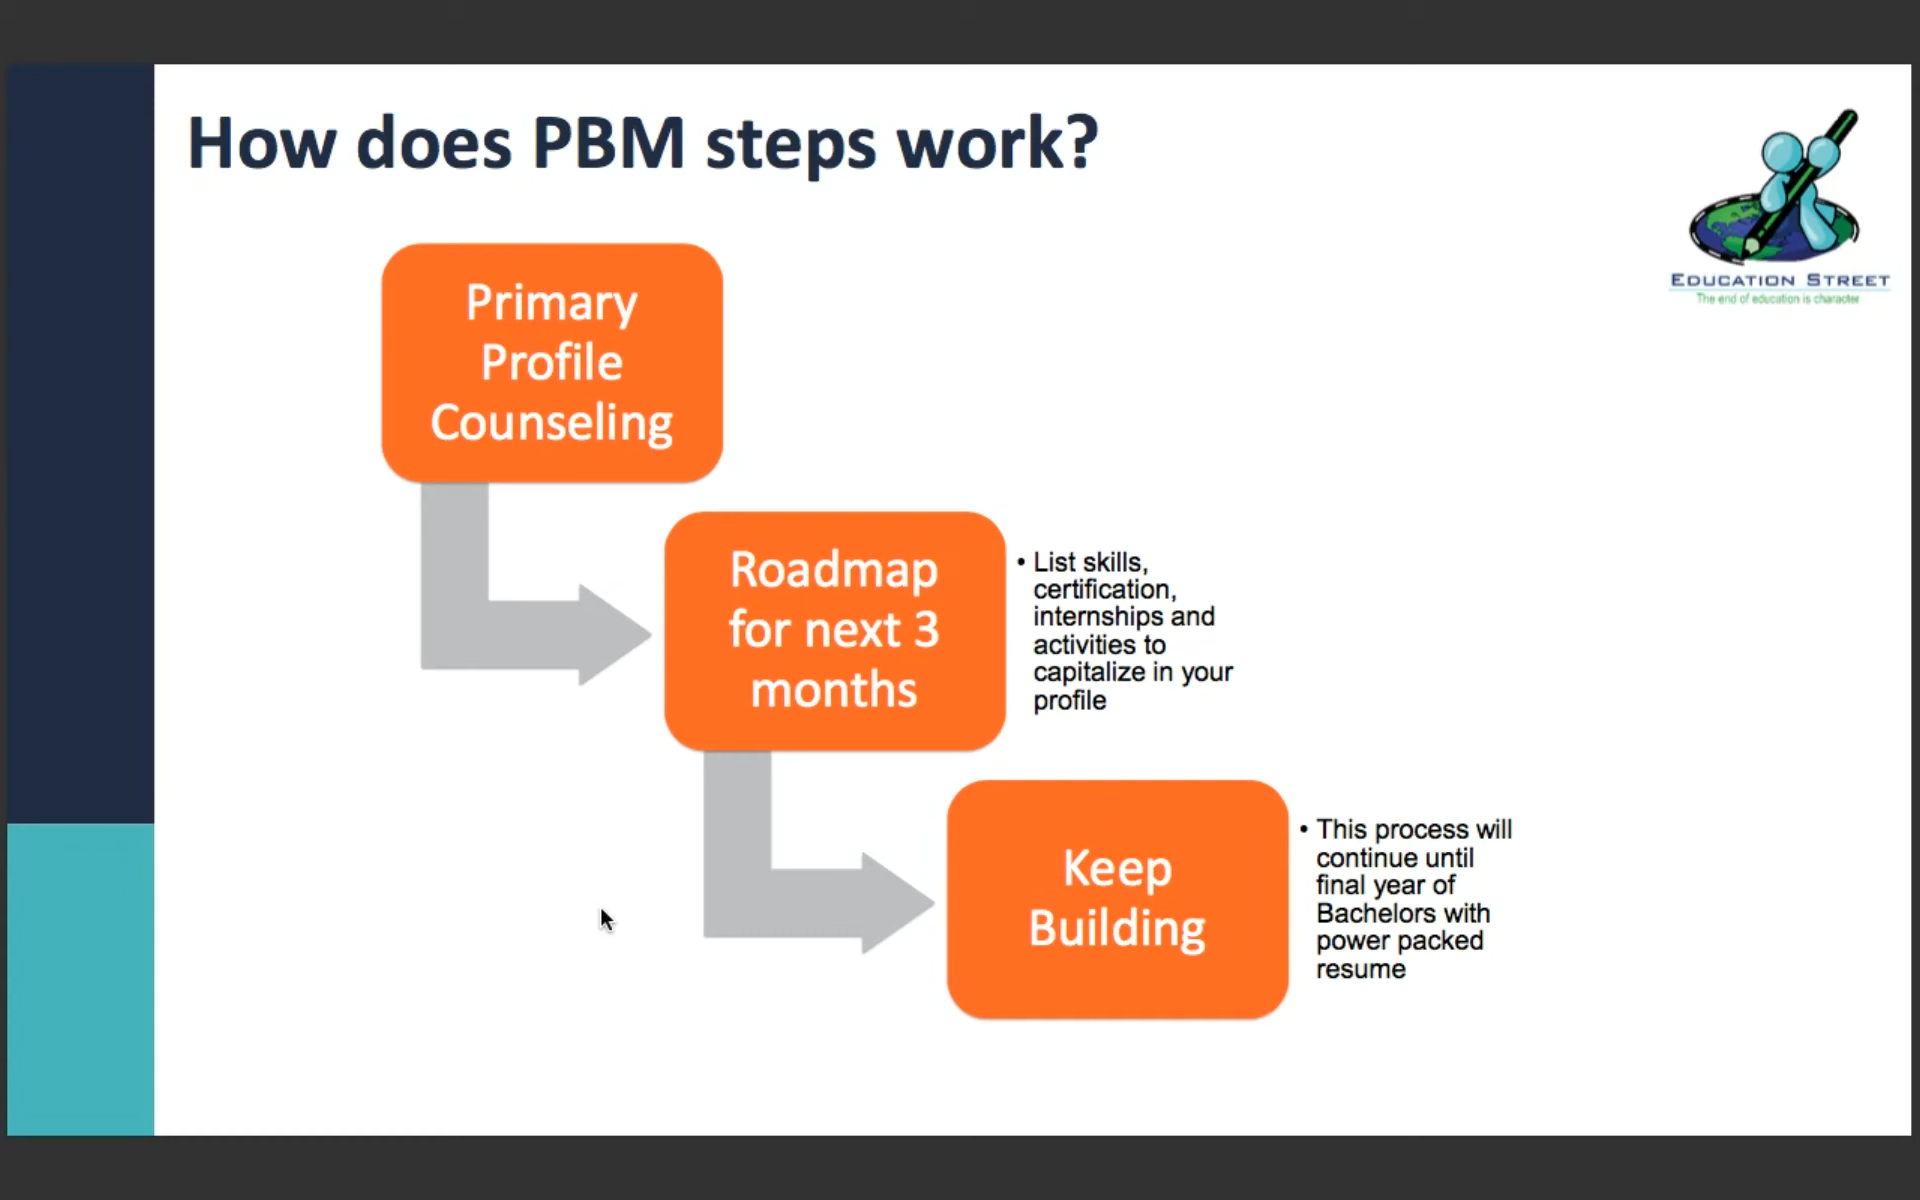 How does PBM steps work?
EDUCATION STREET
The end of education is character
Primary
Profile
Counseling
Roadmap
for next 3
months
• List skills,
certification,
internships and
activities to
capitalize in your
profile
Keep
Building
• This process will
continue until
final year of
Bachelors with
power packed
resume